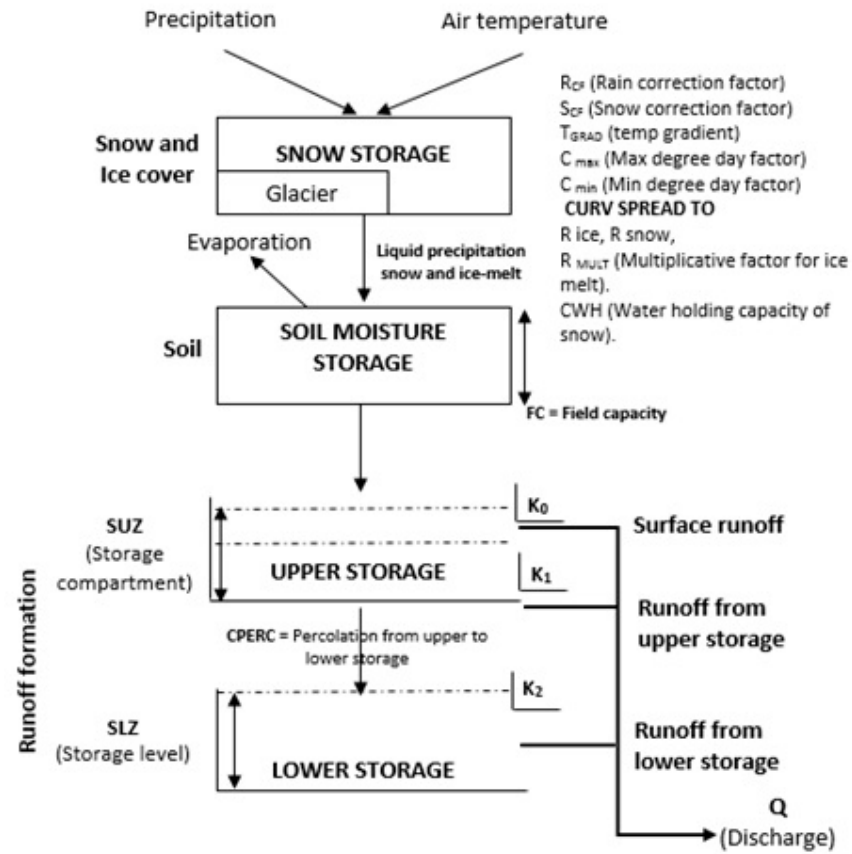 Precipitation
Air temperature
R_CF (Rain correction factor)
S_CF (Snow correction factor)
T_GRAD (temp gradient)
C max (Max degree day factor)
C min (Min degree day factor)
CURV SPREAD TO
R ice, R snow,
R MULT (Multiplicative factor for ice
melt).
CWH (Water holding capacity of
snow).
Snow and
Ice cover
SNOW STORAGE
Glacier
Evaporation
Liquid precipitation
snow and ice-melt
Soil
SOIL MOISTURE
STORAGE
FC = Field capacity
Runoff formation
SUZ
(Storage
compartment)
UPPER STORAGE
K0
K1
Surface runoff
Runoff from
upper storage
CPERC = Percolation from upper to
lower storage
SLZ
(Storage level)
LOWER STORAGE
K2
Runoff from
lower storage
Q
(Discharge)